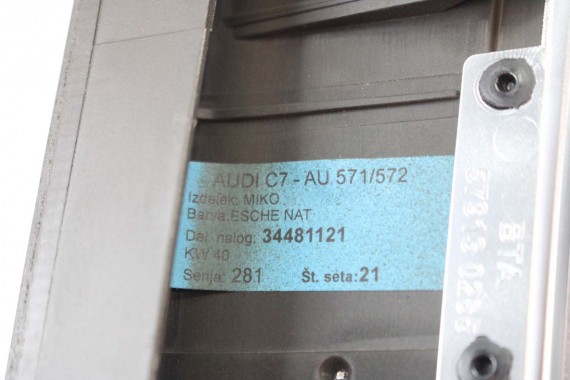 AUDI C7 - AU 571/572
Izdelek: MIKO
Barva:ESCHE NAT
Del. nalog: 34481121
KW 40
Serija: 281 Št. seta:21